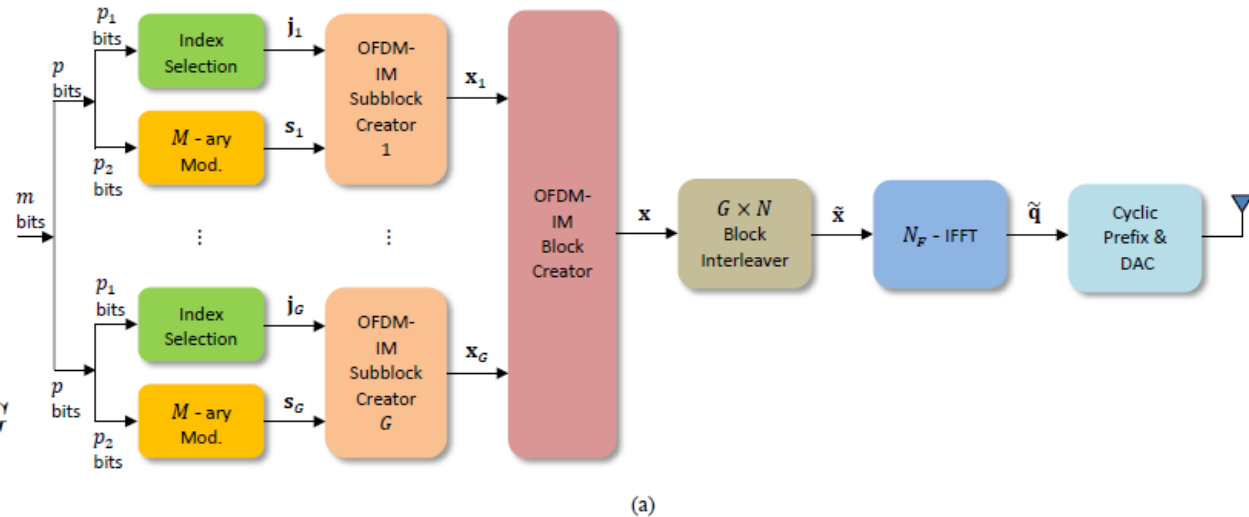 m
bits
p
bits
p₁
bits
Index
Selection
j₁
p₂
bits
M - ary
Mod.
s₁
OFDM-
IM
Subblock
Creator
1
x₁
⋮
⋮
p
bits
p₁
bits
Index
Selection
j_G
p₂
bits
M - ary
Mod.
s_G
OFDM-
IM
Subblock
Creator
G
x_G
OFDM-
IM
Block
Creator
x
G × N
Block
Interleaver
x̃
N_F - IFFT
q̃
Cyclic
Prefix &
DAC
(a)